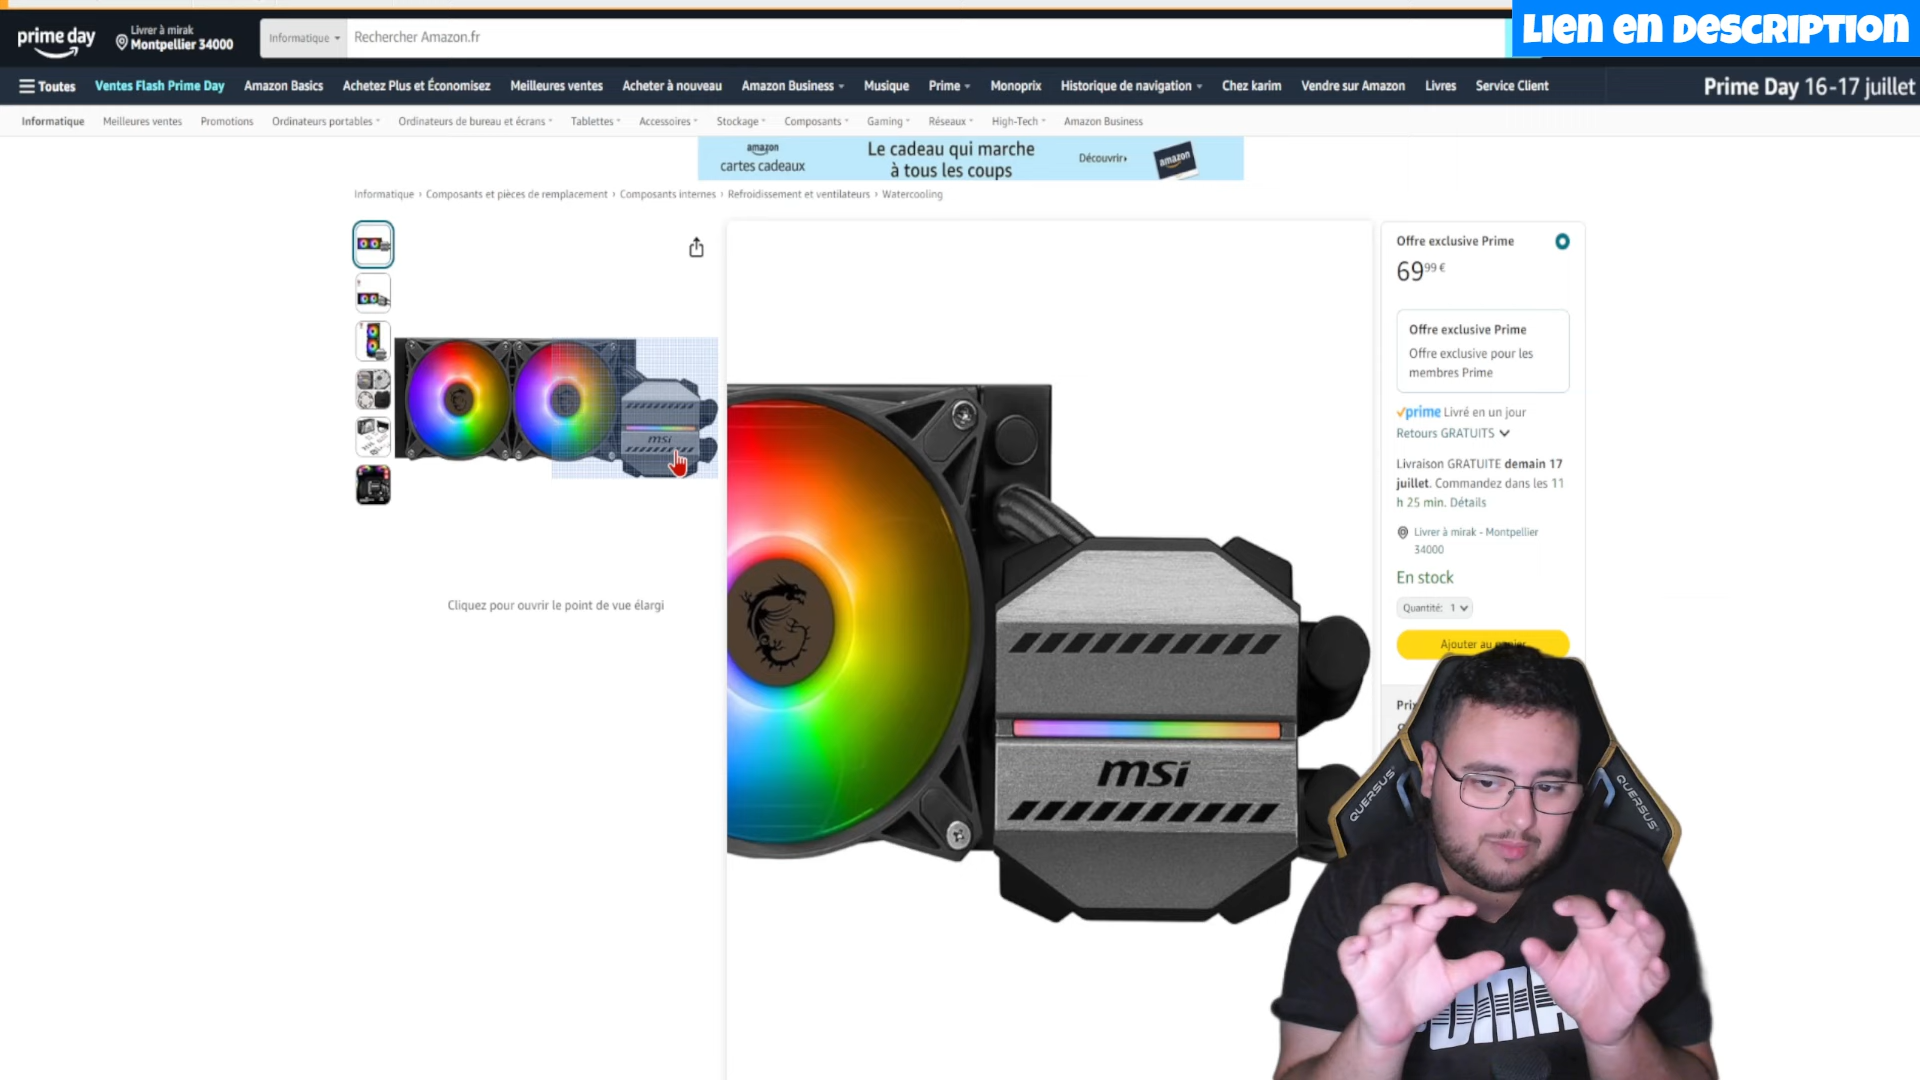 prime day
Livrer à mirak
Montpellier 34000
Informatique
Rechercher Amazon.fr
Lien en description
Toutes
Ventes Flash Prime Day
Amazon Basics
Achetez Plus et Économisez
Meilleures ventes
Acheter à nouveau
Amazon Business
Musique
Prime
Monoprix
Historique de navigation
Chez karim
Vendre sur Amazon
Livres
Service Client
Prime Day 16-17 juillet
Informatique
Meilleures ventes
Promotions
Ordinateurs portables
Ordinateurs de bureau et écrans
Tablettes
Accessoires
Stockage
Composants
Gaming
Réseaux
High-Tech
Amazon Business
amazon
cartes cadeaux
Le cadeau qui marche
à tous les coups
Découvrir›
amazon
Informatique › Composants et pièces de remplacement › Composants internes › Refroidissement et ventilateurs › Watercooling
msi
Cliquez pour ouvrir le point de vue élargi
msi
Offre exclusive Prime
69,99 €
Offre exclusive Prime
Offre exclusive pour les
membres Prime
prime Livré en un jour
Retours GRATUITS
Livraison GRATUITE demain 17
juillet. Commandez dans les 11
h 25 min. Détails
Livrer à mirak - Montpellier
34000
En stock
Quantité: 1
Ajouter au
QUERSUS
QUERSUS